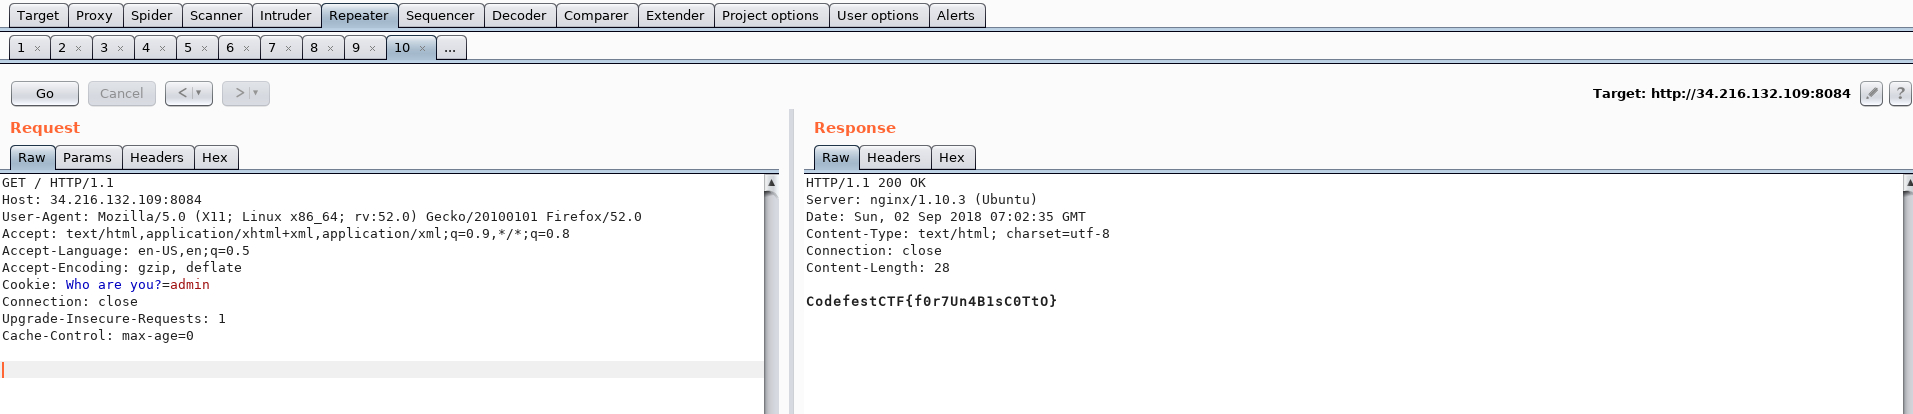 Target Proxy Spider Scanner Intruder Repeater Sequencer Decoder Comparer Extender Project options User options Alerts
1 × 2 × 3 × 4 × 5 × 6 × 7 × 8 × 9 × 10 × ...
Go Cancel < ▾ > ▾ Target: http://34.216.132.109:8084 ?
Request
Raw Params Headers Hex
GET / HTTP/1.1
Host: 34.216.132.109:8084
User-Agent: Mozilla/5.0 (X11; Linux x86_64; rv:52.0) Gecko/20100101 Firefox/52.0
Accept: text/html,application/xhtml+xml,application/xml;q=0.9,*/*;q=0.8
Accept-Language: en-US,en;q=0.5
Accept-Encoding: gzip, deflate
Cookie: Who are you?=admin
Connection: close
Upgrade-Insecure-Requests: 1
Cache-Control: max-age=0
Response
Raw Headers Hex
HTTP/1.1 200 OK
Server: nginx/1.10.3 (Ubuntu)
Date: Sun, 02 Sep 2018 07:02:35 GMT
Content-Type: text/html; charset=utf-8
Connection: close
Content-Length: 28
CodefestCTF{f0r7Un4B1sC0TtO}